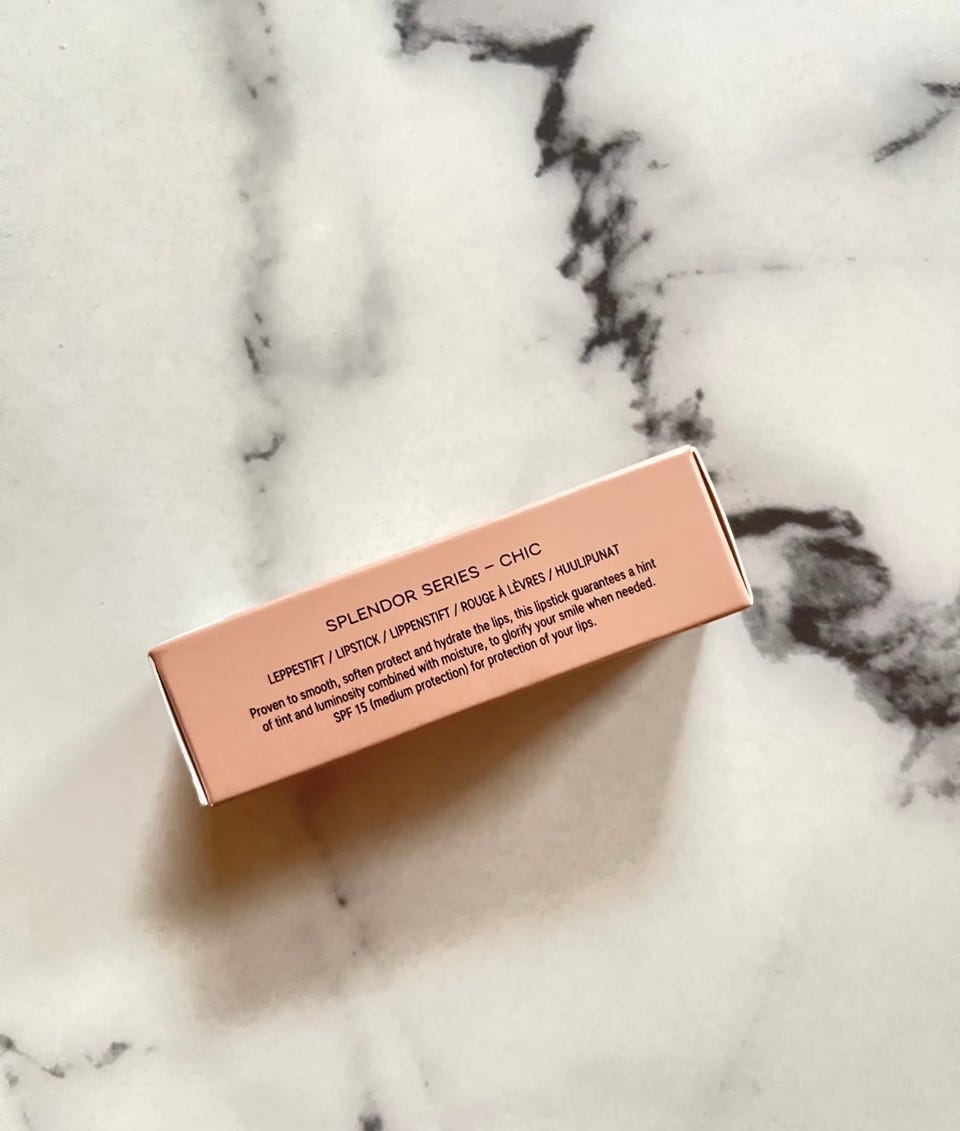 SPLENDOR SERIES – CHIC
LEPPESTIFT / LIPSTICK / LIPPENSTIFT / ROUGE À LÈVRES / HUULIPUNAT
Proven to smooth, soften protect and hydrate the lips, this lipstick guarantees a hint
of tint and luminosity combined with moisture, to glorify your smile when needed.
SPF 15 (medium protection) for protection of your lips.